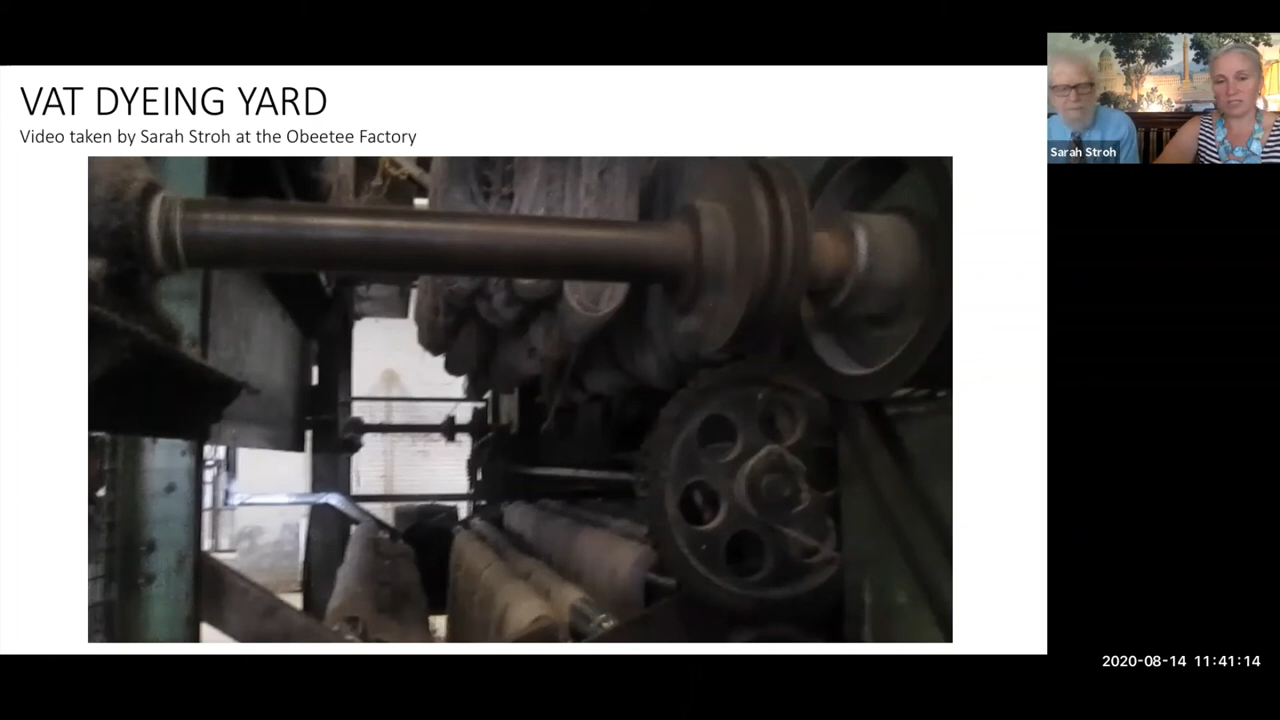 VAT DYEING YARD
Video taken by Sarah Stroh at the Obeetee Factory
Sarah Stroh
2020-08-14 11:41:14